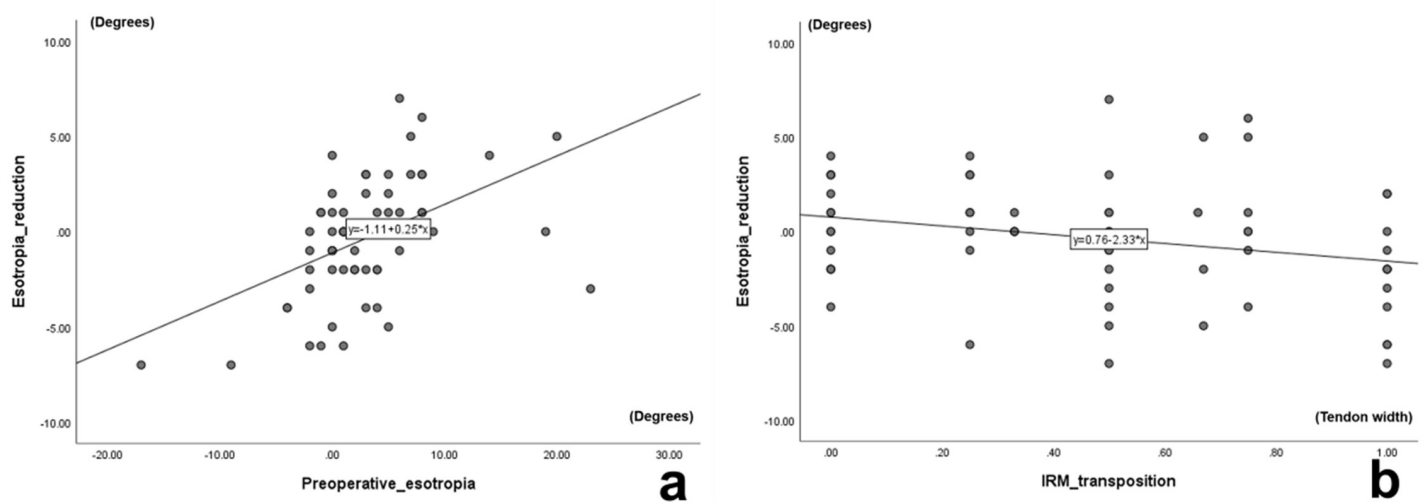 (Degrees)
10.00
5.00
.00
-5.00
-10.00
Esotropia_reduction
y=-1.11+0.25*x
(Degrees)
-20.00 -10.00 .00 10.00 20.00 30.00
Preoperative_esotropia
a
(Degrees)
10.00
5.00
.00
-5.00
-10.00
Esotropia_reduction
y=0.76-2.33*x
(Tendon width)
.00 .20 .40 .60 .80 1.00
IRM_transposition
b